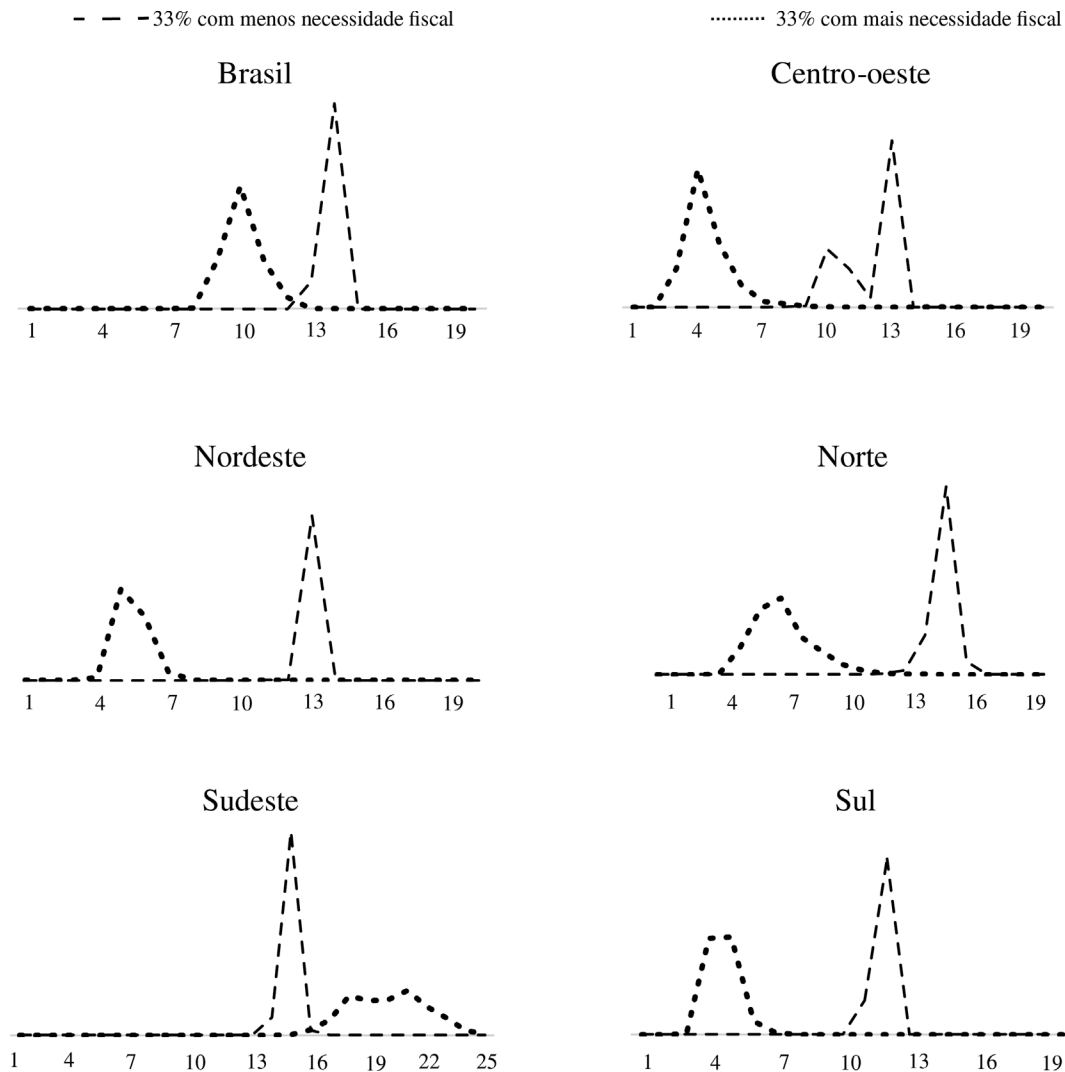 33% com menos necessidade fiscal
33% com mais necessidade fiscal
Brasil
1 4 7 10 13 16 19
Centro-oeste
1 4 7 10 13 16 19
Nordeste
1 4 7 10 13 16 19
Norte
1 4 7 10 13 16 19
Sudeste
1 4 7 10 13 16 19 22 25
Sul
1 4 7 10 13 16 19